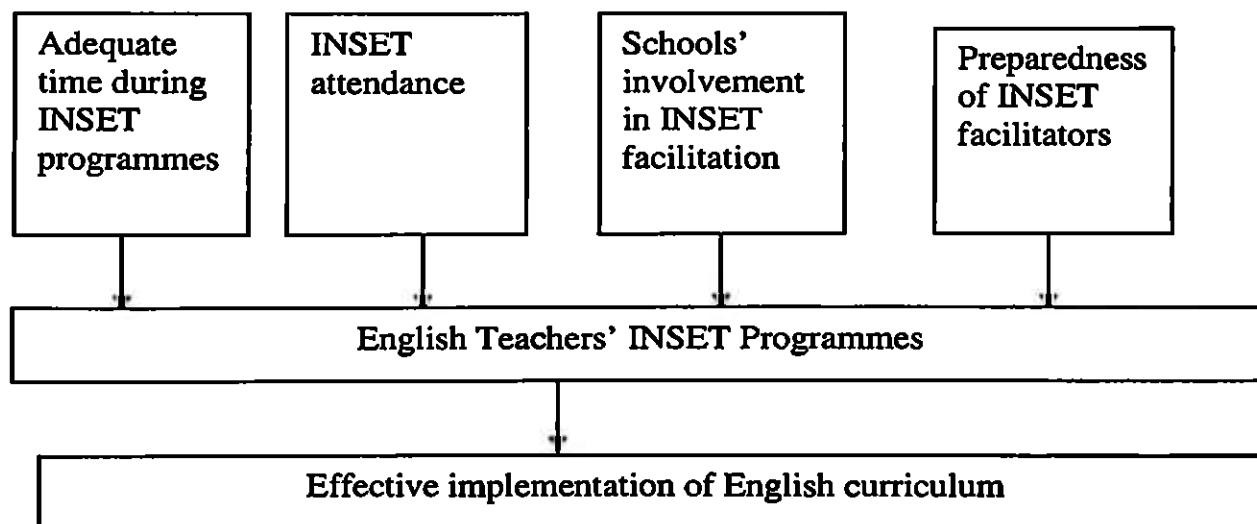 Adequate
time during
INSET
programmes
INSET
attendance
Schools'
involvement
in INSET
facilitation
Preparedness
of INSET
facilitators
English Teachers' INSET Programmes
Effective implementation of English curriculum